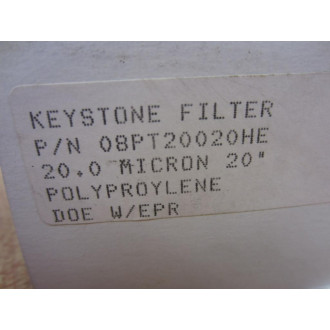 KEYSTONE FILTER
P/N 08PT20020HE
20.0 MICRON 20"
POLYPROYLENE
DOE W/EPR